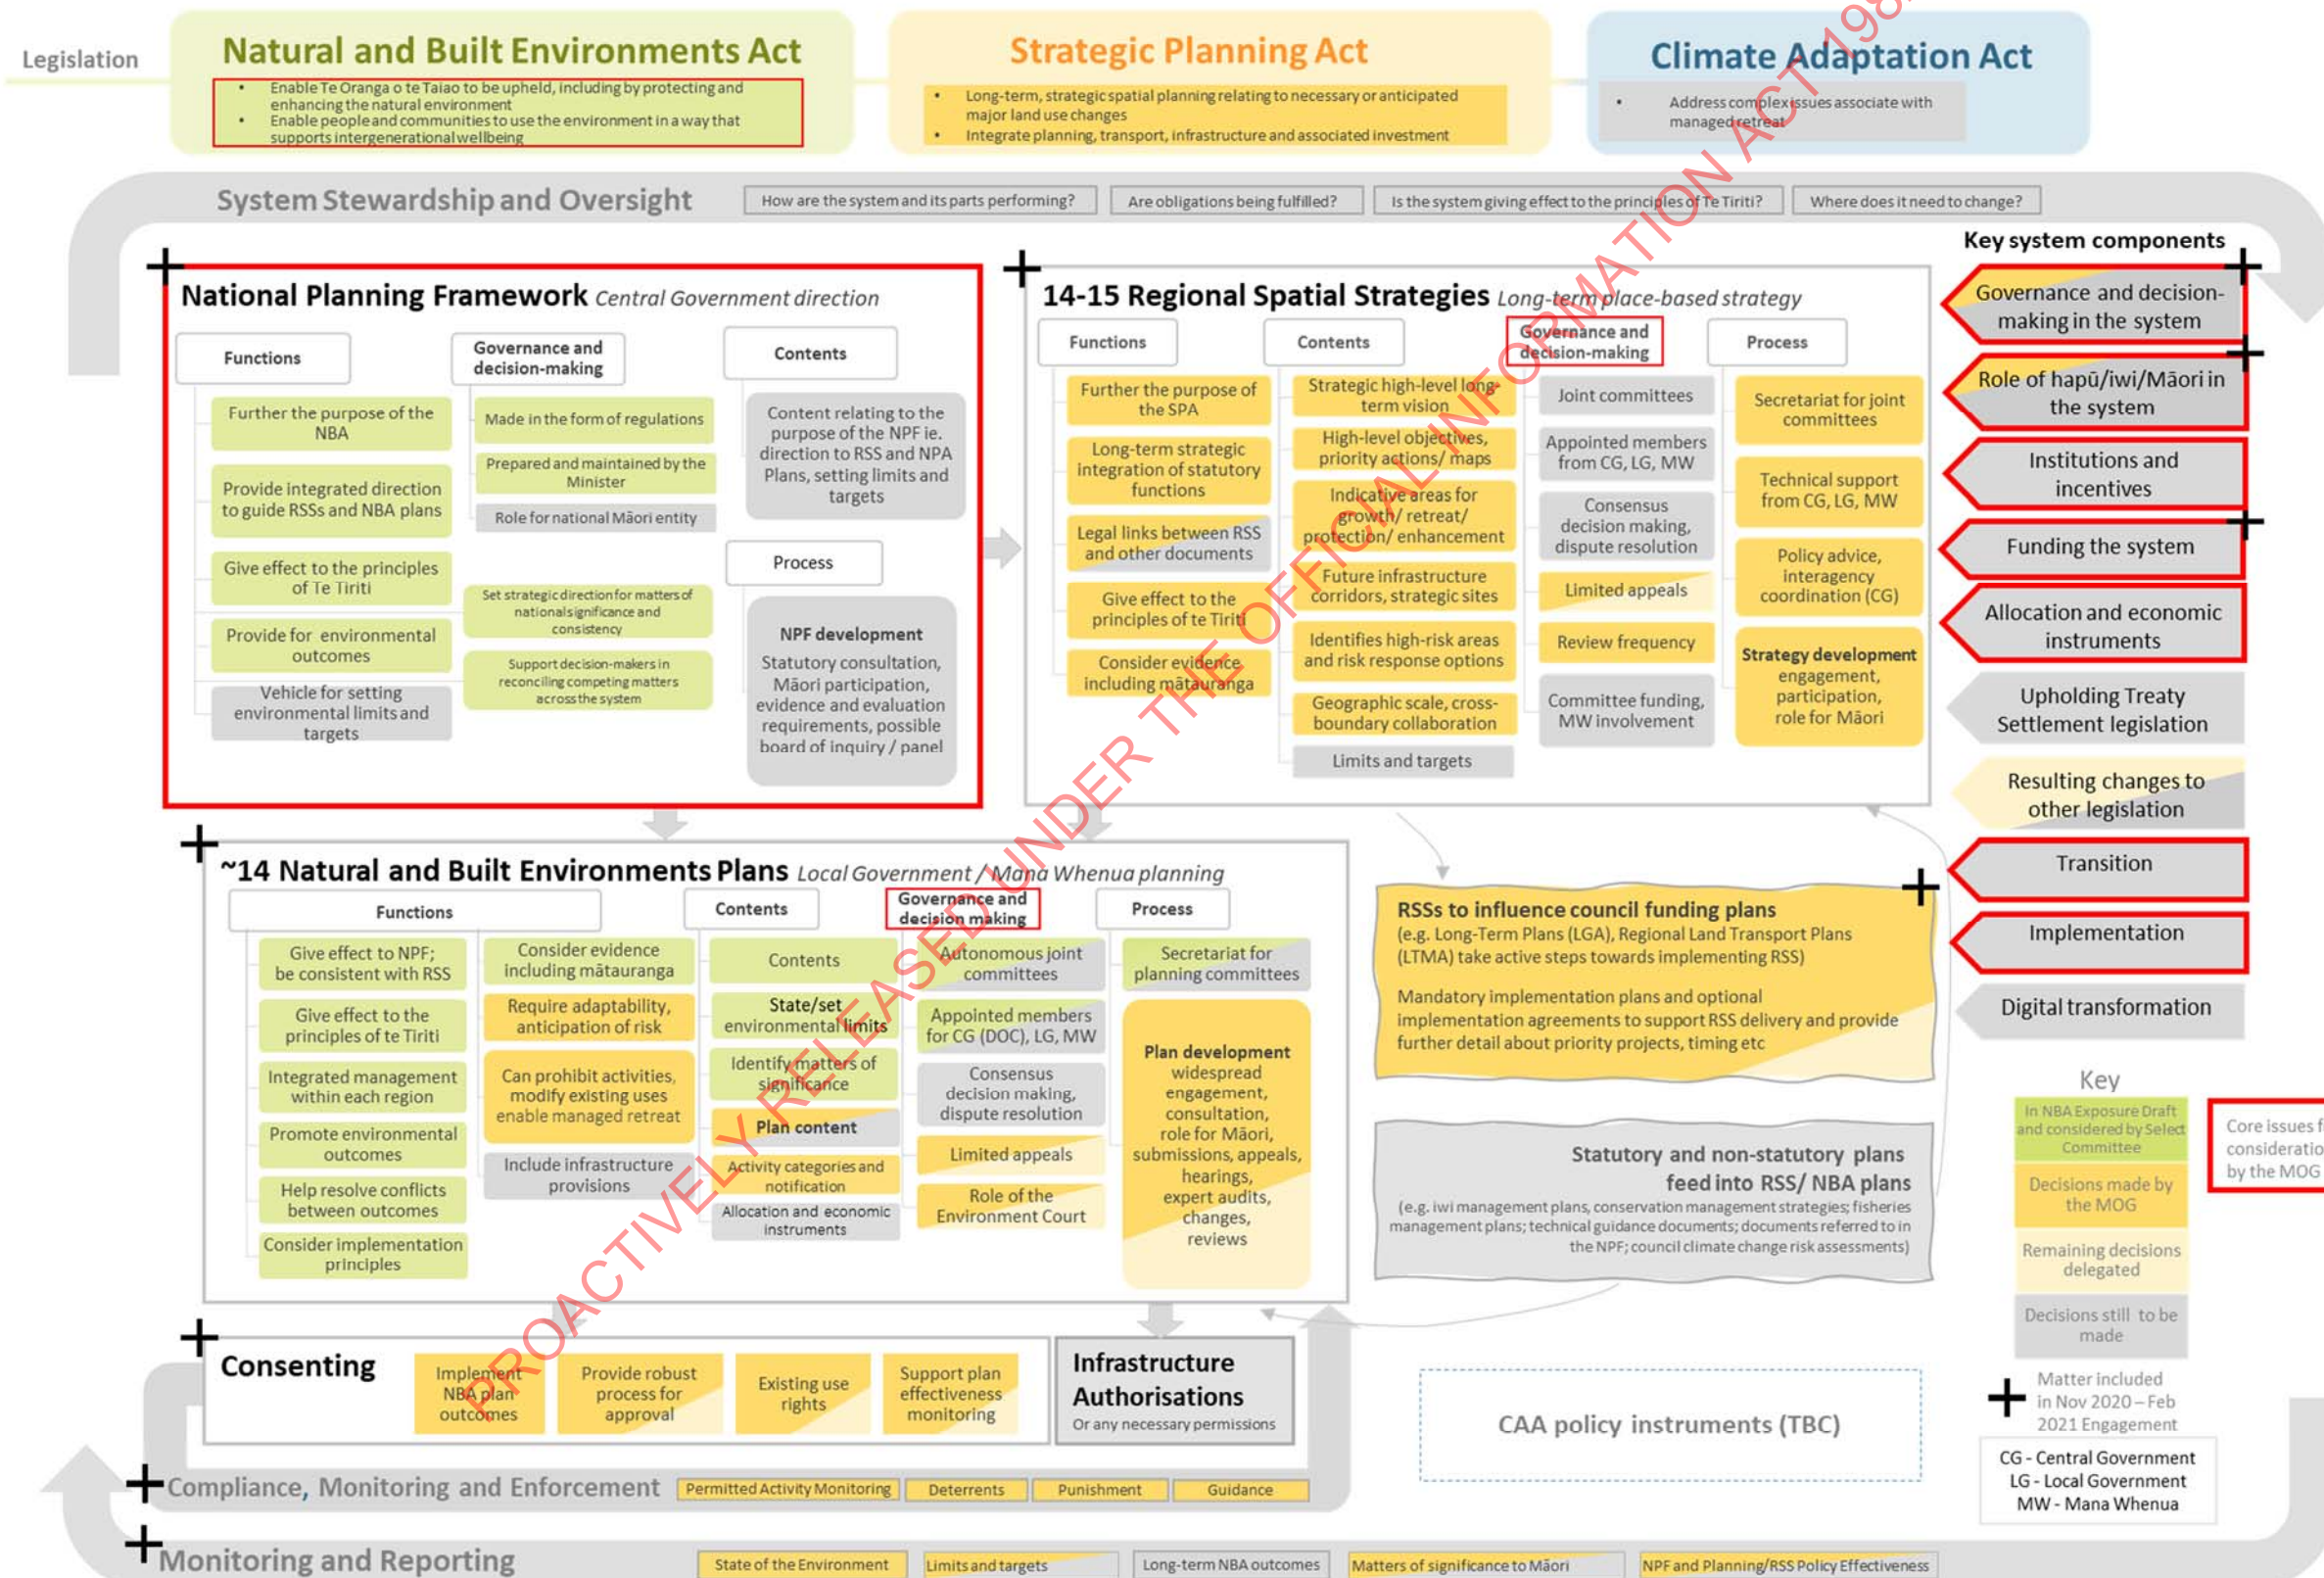 Legislation
Natural and Built Environments Act
• Enable Te Oranga o te Taiao to be upheld, including by protecting and
enhancing the natural environment
• Enable people and communities to use the environment in a way that
supports intergenerational wellbeing
Strategic Planning Act
• Long-term, strategic spatial planning relating to necessary or anticipated
major land use changes
• Integrate planning, transport, infrastructure and associated investment
Climate Adaptation Act
• Address complex issues associate with
managed retreat
System Stewardship and Oversight
How are the system and its parts performing?
Are obligations being fulfilled?
Is the system giving effect to the principles of Te Tiriti?
Where does it need to change?
National Planning Framework Central Government direction
Functions
Further the purpose of the
NBA
Provide integrated direction
to guide RSSs and NBA plans
Give effect to the principles
of Te Tiriti
Provide for environmental
outcomes
Vehicle for setting
environmental limits and
targets
Governance and
decision-making
Made in the form of regulations
Prepared and maintained by the
Minister
Role for national Māori entity
Set strategic direction for matters of
national significance and
consistency
Support decision-makers in
reconciling competing matters
across the system
Contents
Content relating to the
purpose of the NPF ie.
direction to RSS and NPA
Plans, setting limits and
targets
Process
NPF development
Statutory consultation,
Māori participation,
evidence and evaluation
requirements, possible
board of inquiry / panel
14-15 Regional Spatial Strategies Long-term place-based strategy
Functions
Further the purpose of
the SPA
Long-term strategic
integration of statutory
functions
Legal links between RSS
and other documents
Give effect to the
principles of te Tiriti
Consider evidence
including mātauranga
Contents
Strategic high-level long-
term vision
High-level objectives,
priority actions/ maps
Indicative areas for
growth/ retreat/
protection/ enhancement
Future infrastructure
corridors, strategic sites
Identifies high-risk areas
and risk response options
Geographic scale, cross-
boundary collaboration
Limits and targets
Governance and
decision-making
Joint committees
Appointed members
from CG, LG, MW
Consensus
decision making,
dispute resolution
Limited appeals
Review frequency
Committee funding,
MW involvement
Process
Secretariat for joint
committees
Technical support
from CG, LG, MW
Policy advice,
interagency
coordination (CG)
Strategy development
engagement,
participation,
role for Māori
Key system components
Governance and decision-
making in the system
Role of hapū/iwi/Māori in
the system
Institutions and
incentives
Funding the system
Allocation and economic
instruments
Upholding Treaty
Settlement legislation
Resulting changes to
other legislation
Transition
Implementation
Digital transformation
~14 Natural and Built Environments Plans Local Government / Mana Whenua planning
Functions
Give effect to NPF;
be consistent with RSS
Give effect to the
principles of te Tiriti
Integrated management
within each region
Promote environmental
outcomes
Help resolve conflicts
between outcomes
Consider implementation
principles
Consider evidence
including mātauranga
Require adaptability,
anticipation of risk
Can prohibit activities,
modify existing uses
enable managed retreat
Include infrastructure
provisions
Contents
Contents
State/set
environmental limits
Identify matters of
significance
Plan content
Activity categories and
notification
Allocation and economic
instruments
Governance and
decision making
Autonomous joint
committees
Appointed members
for CG (DOC), LG, MW
Consensus
decision making,
dispute resolution
Limited appeals
Role of the
Environment Court
Process
Secretariat for
planning committees
Plan development
widespread
engagement,
consultation,
role for Māori,
submissions, appeals,
hearings,
expert audits,
changes,
reviews
RSSs to influence council funding plans
(e.g. Long-Term Plans (LGA), Regional Land Transport Plans
(LTMA) take active steps towards implementing RSS)
Mandatory implementation plans and optional
implementation agreements to support RSS delivery and provide
further detail about priority projects, timing etc
Statutory and non-statutory plans
feed into RSS/ NBA plans
(e.g. iwi management plans, conservation management strategies; fisheries
management plans; technical guidance documents; documents referred to in
the NPF; council climate change risk assessments)
Key
In NBA Exposure Draft
and considered by Select
Committee
Decisions made by
the MOG
Remaining decisions
delegated
Decisions still to be
made
Core issues
by the MOG
Matter included
in Nov 2020 – Feb
2021 Engagement
CG - Central Government
LG - Local Government
MW - Mana Whenua
Consenting
Implement
NBA plan
outcomes
Provide robust
process for
approval
Existing use
rights
Support plan
effectiveness
monitoring
Infrastructure
Authorisations
Or any necessary permissions
CAA policy instruments (TBC)
Compliance, Monitoring and Enforcement
Permitted Activity Monitoring
Deterrents
Punishment
Guidance
Monitoring and Reporting
State of the Environment
Limits and targets
Long-term NBA outcomes
Matters of significance to Māori
NPF and Planning/RSS Policy Effectiveness
PROACTIVELY RELEASED UNDER THE OFFICIAL INFORMATION ACT